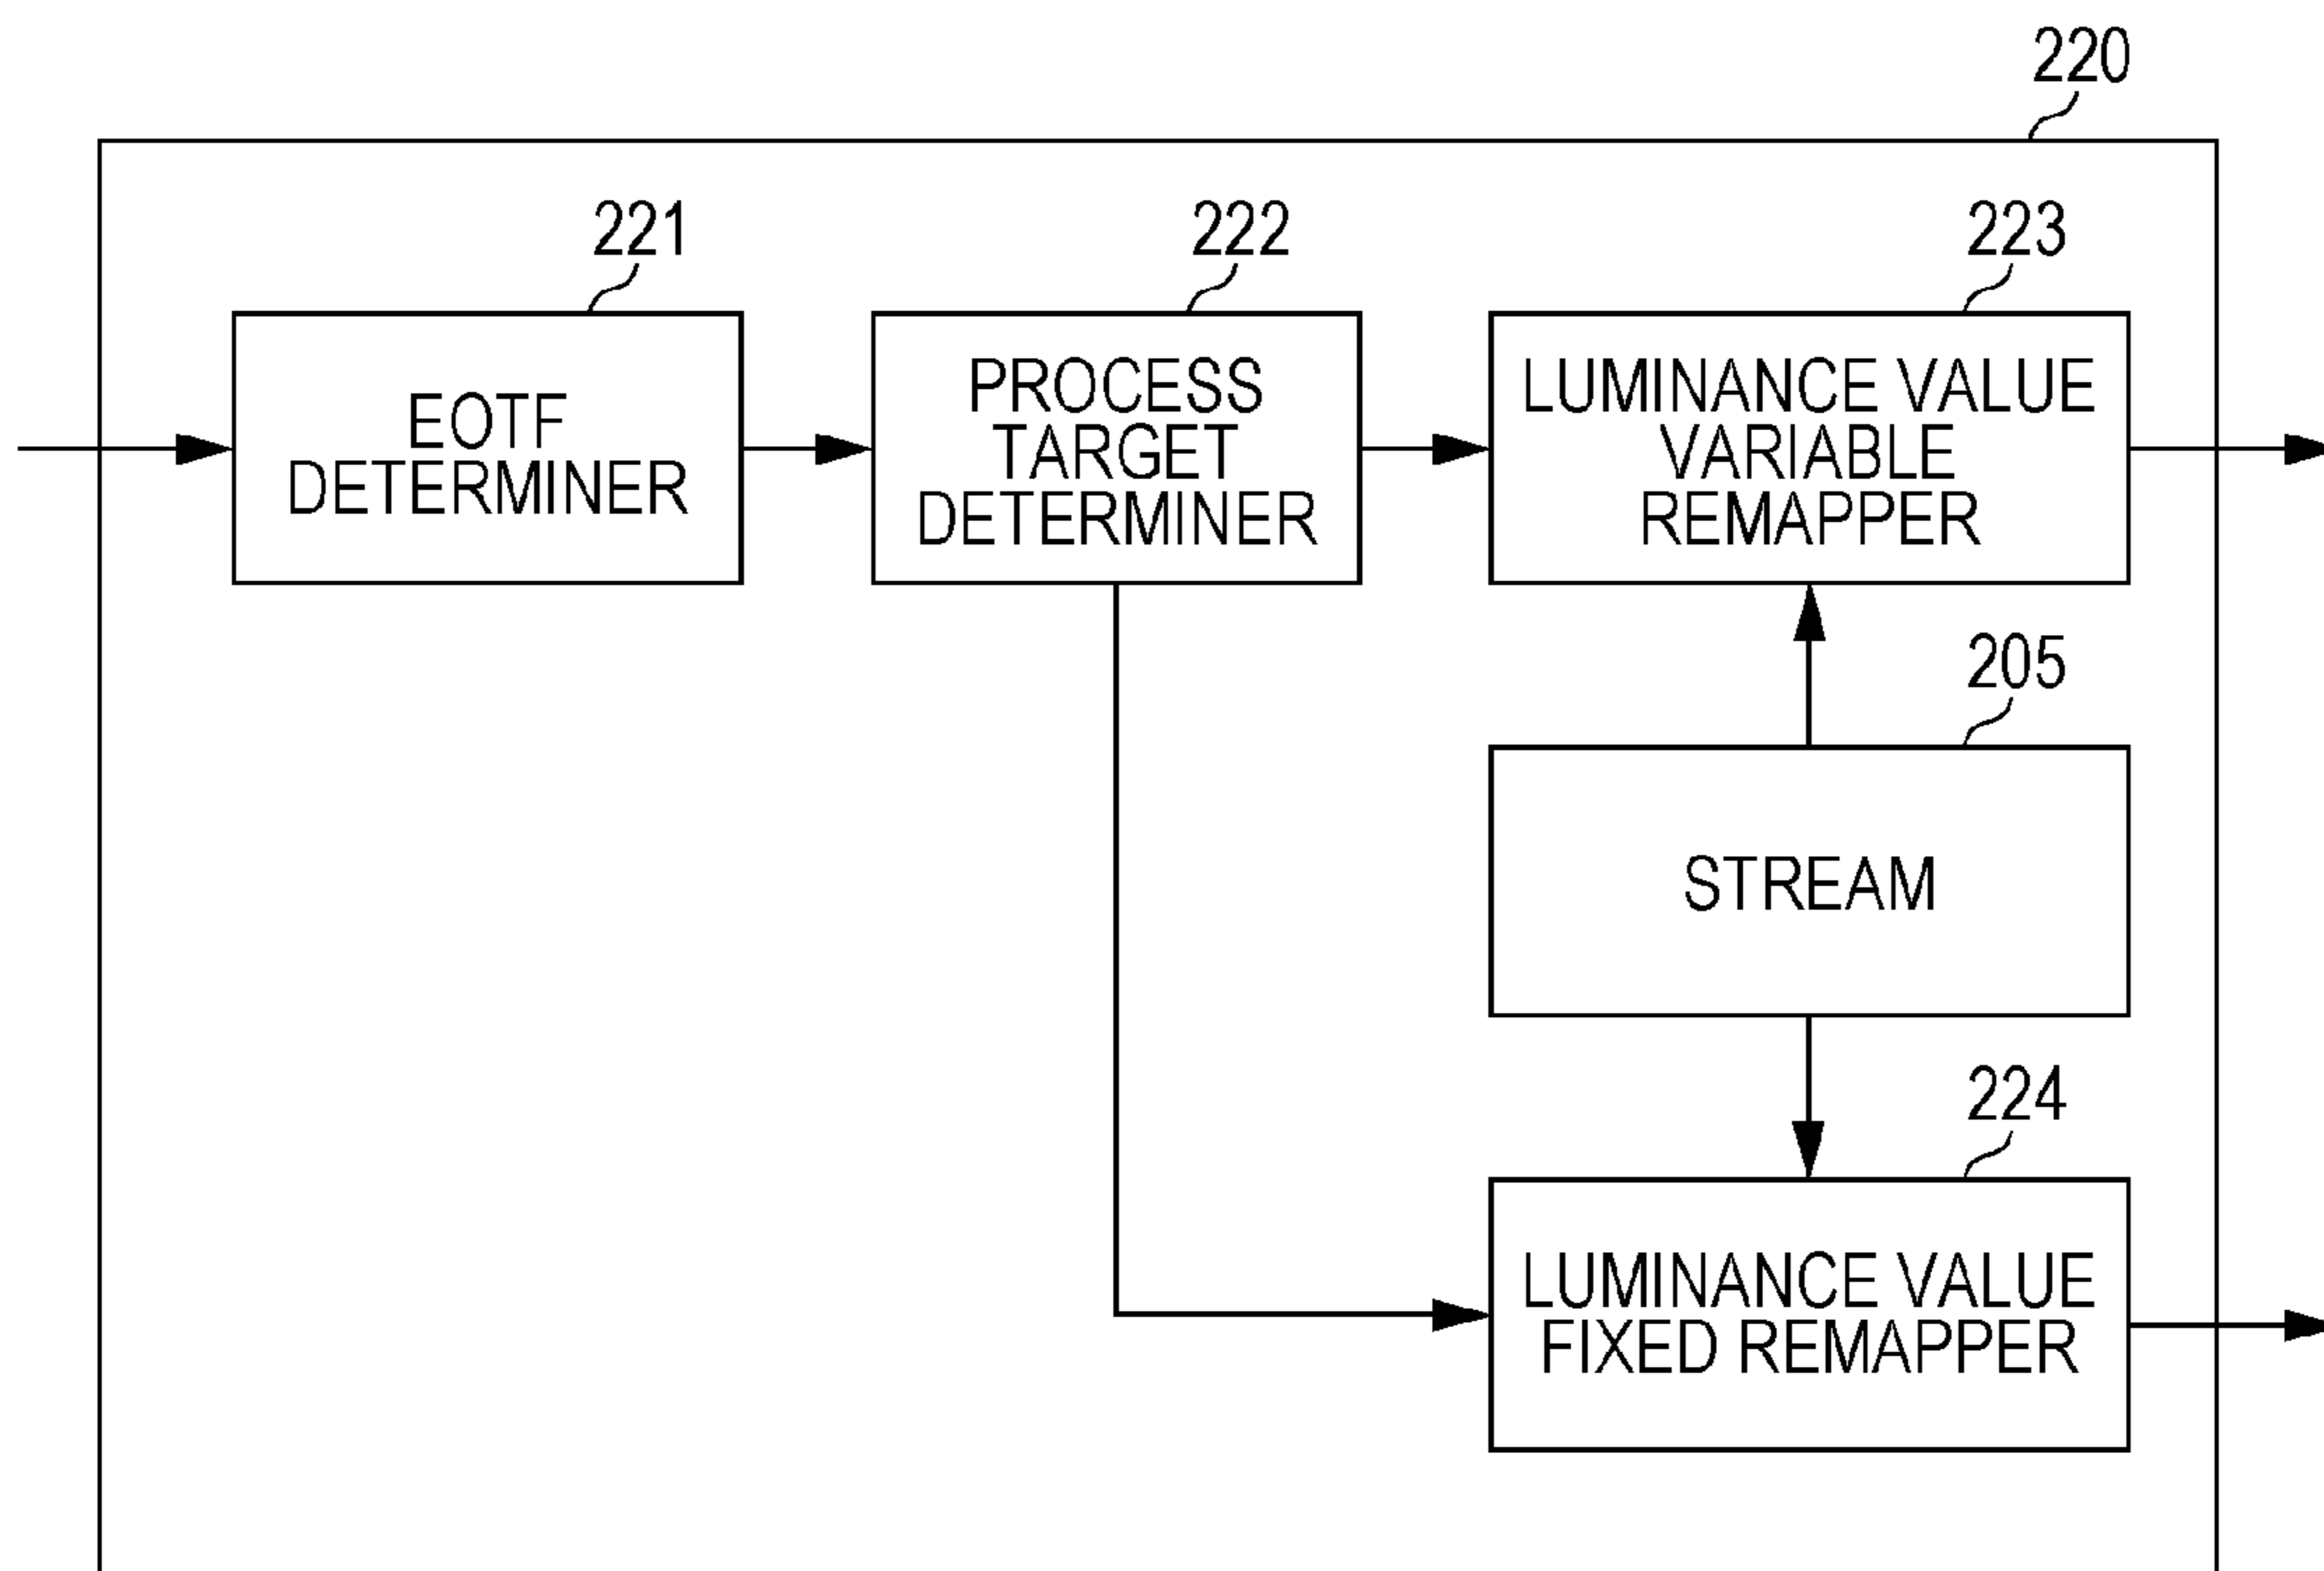 220
221
EOTF
DETERMINER
222
PROCESS
TARGET
DETERMINER
223
LUMINANCE VALUE
VARIABLE
REMAPPER
205
STREAM
224
LUMINANCE VALUE
FIXED REMAPPER